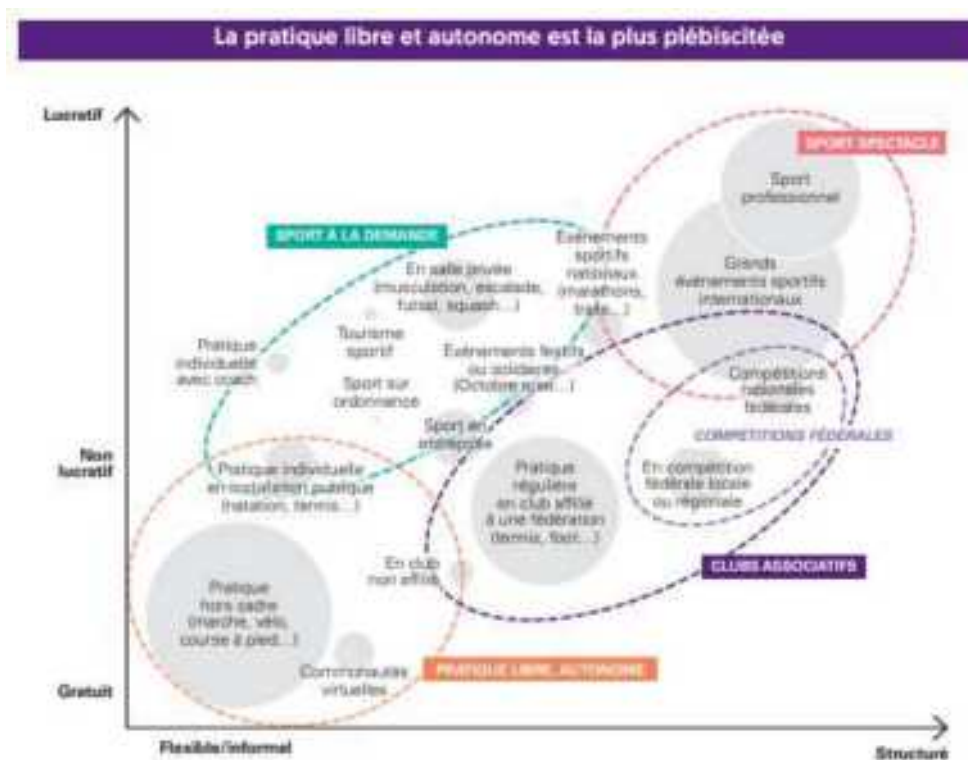 La pratique libre et autonome est la plus plébiscitée
Lucratif
SPORT SPECTACLE
Sport
professionnel
SPORT À LA DEMANDE
Événements
sportifs
nationaux
(marathons,
trails...)
Grands
événements sportifs
internationaux
En salle privée
(musculation, escalade,
futsal, squash...)
Tourisme
sportif
Pratique
individuelle
avec coach
Événements festifs
ou solidaires
(Octobre rose...)
Sport sur
ordonnance
Compétitions
nationales
fédérales
Sport en
entreprise
COMPÉTITIONS FÉDÉRALES
Non
lucratif
Pratique individuelle
en installation publique
(natation, tennis...)
Pratique
régulière
en club affilié
à une fédération
(tennis, foot...)
En compétition
fédérale locale
ou régionale
En club
non affilié
CLUBS ASSOCIATIFS
Pratique
hors cadre
(marche, vélo,
course à pied...)
Communautés
virtuelles
PRATIQUE LIBRE, AUTONOME
Gratuit
Flexible/informel
Structuré